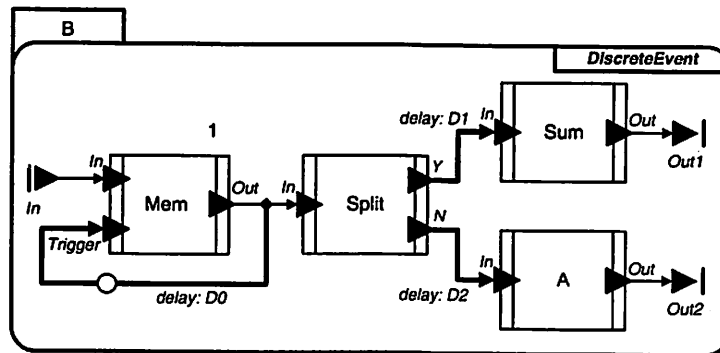 B
DiscreteEvent
1
delay: D1
In
Sum
Out
Out1
In
In
Mem
Out
Trigger
delay: D0
In
Split
Y
N
delay: D2
In
A
Out
Out2